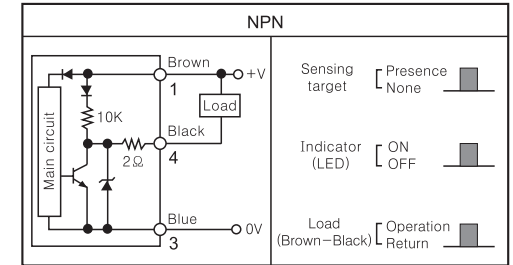 NPN
Main circuit
10K
2Ω
Brown
1
+V
Load
Black
4
Blue
3
0V
Sensing target
Presence
None
Indicator (LED)
ON
OFF
Load (Brown-Black)
Operation
Return